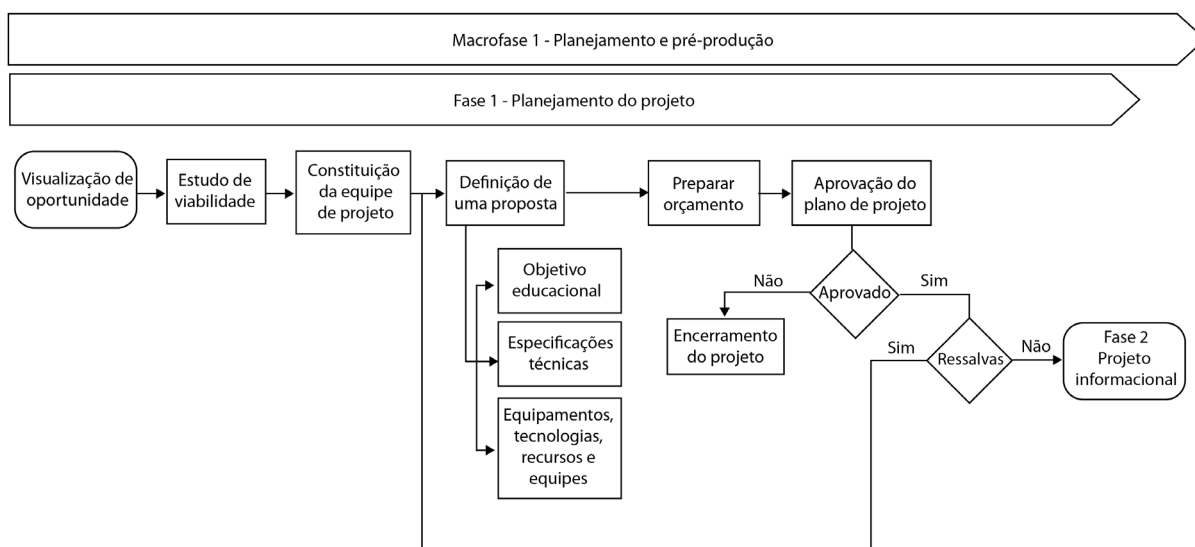 Macrofase 1 - Planejamento e pré-produção
Fase 1 - Planejamento do projeto
Visualização de
oportunidade
Estudo de
viabilidade
Constituição
da equipe
de projeto
Definição de
uma proposta
Preparar
orçamento
Aprovação do
plano de projeto
Objetivo
educacional
Especificações
técnicas
Equipamentos,
tecnologias,
recursos e
equipes
Não
Aprovado
Sim
Encerramento
do projeto
Sim
Ressalvas
Não
Fase 2
Projeto
informacional